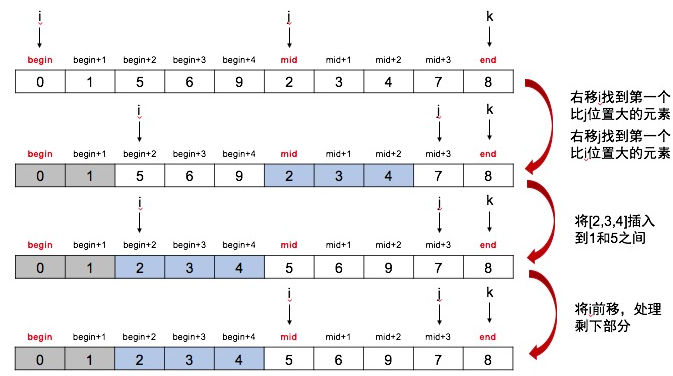 i j k
begin begin+1 begin+2 begin+3 begin+4 mid mid+1 mid+2 mid+3 end
0 1 5 6 9 2 3 4 7 8
右移i找到第一个
比j位置大的元素
右移j找到第一个
比i位置大的元素
i j k
begin begin+1 begin+2 begin+3 begin+4 mid mid+1 mid+2 mid+3 end
0 1 5 6 9 2 3 4 7 8
将[2,3,4]插入
到1和5之间
i j k
begin begin+1 begin+2 begin+3 begin+4 mid mid+1 mid+2 mid+3 end
0 1 2 3 4 5 6 9 7 8
将i前移，处理
剩下部分
i j k
begin begin+1 begin+2 begin+3 begin+4 mid mid+1 mid+2 mid+3 end
0 1 2 3 4 5 6 9 7 8